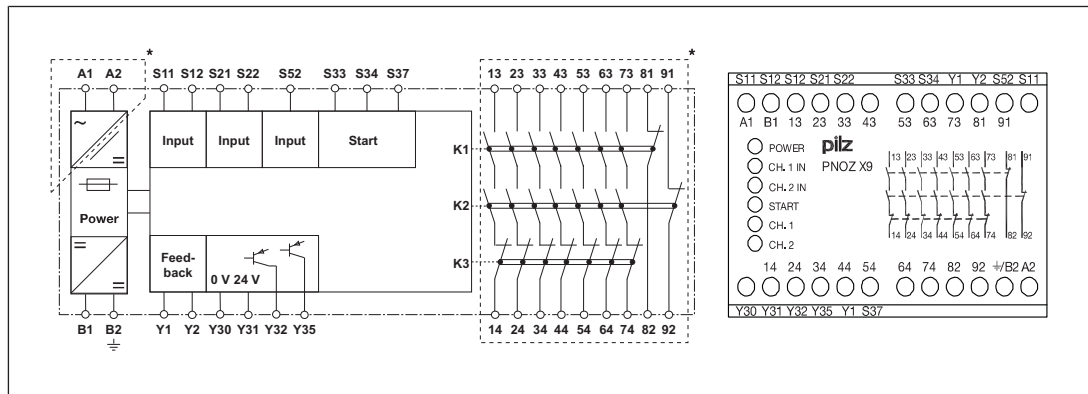 * *
A1 A2 S11 S12 S21 S22 S52 S33 S34 S37 13 23 33 43 53 63 73 81 91
~
=
Input Input Input Start
K1
K2
K3
Power
=
=
Feed-
back
0 V 24 V
B1 B2 Y1 Y2 Y30 Y31 Y32 Y35 14 24 34 44 54 64 74 82 92
S11 S12 S12 S21 S22 S33 S34 Y1 Y2 S52 S11
A1 B1 13 23 33 43 53 63 73 81 91
POWER
CH. 1 IN
CH. 2 IN
START
CH. 1
CH. 2
pilz
PNOZ X9
13 23 33 43 53 63 73 81 91
14 24 34 44 54 64 74 82 92
14 24 34 44 54 64 74 82 92 ⏚/B2 A2
Y30 Y31 Y32 Y35 Y1 S37